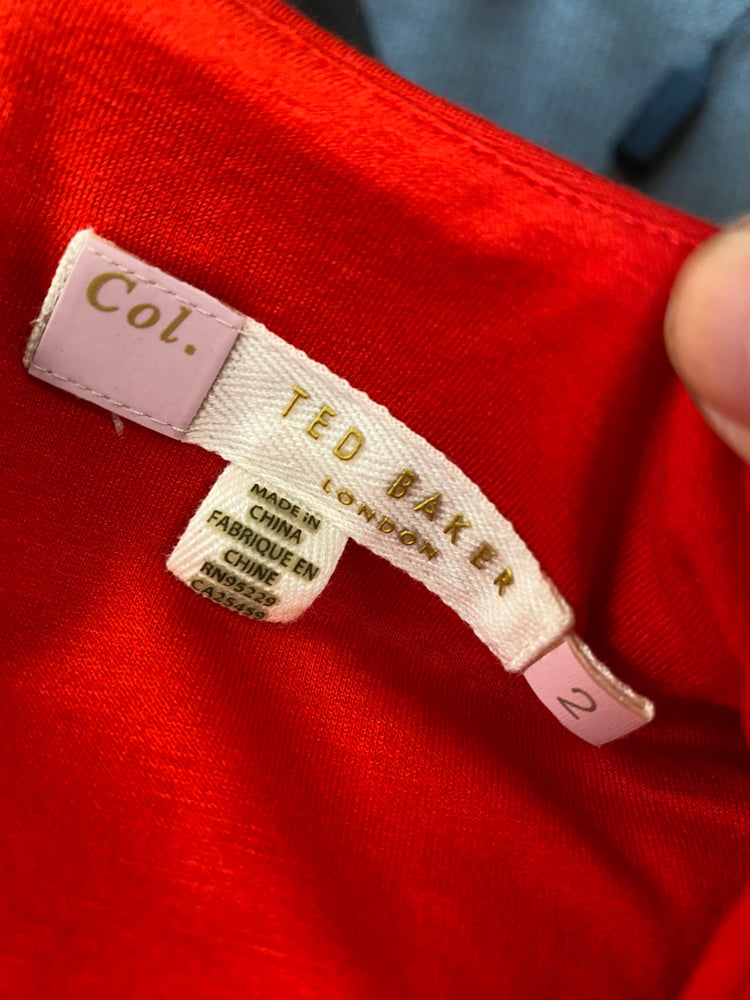 Col.
TED BAKER
LONDON
MADE iN
CHINA
FABRIQUE EN
CHINE
RN95229
CA25459
2